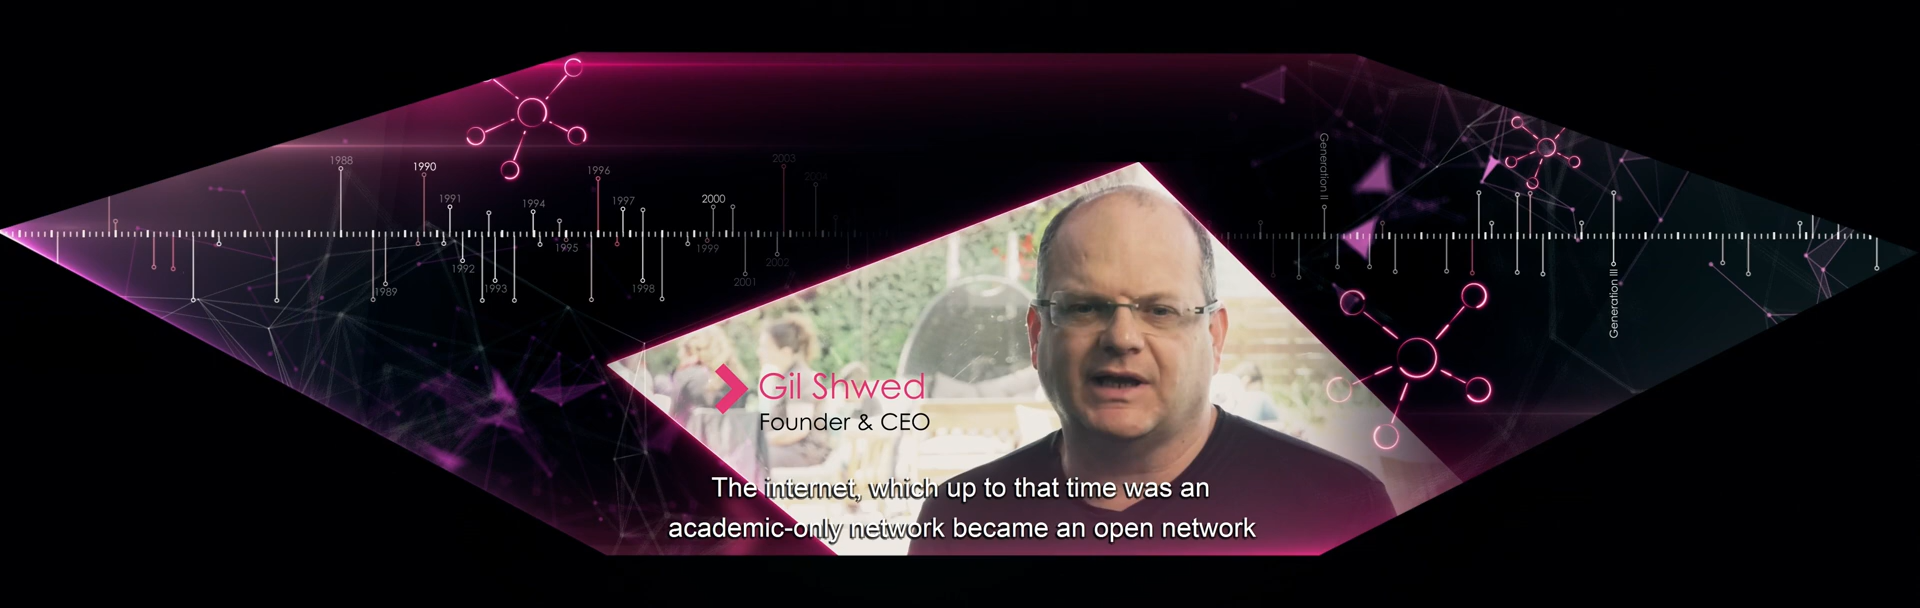 1988
1990
1991
1994
1996
1997
2000
2003
2004
1989
1992
1993
1995
1998
1999
2001
2002
Generation II
Generation III
Gil Shwed
Founder & CEO
The internet, which up to that time was an
academic-only network became an open network